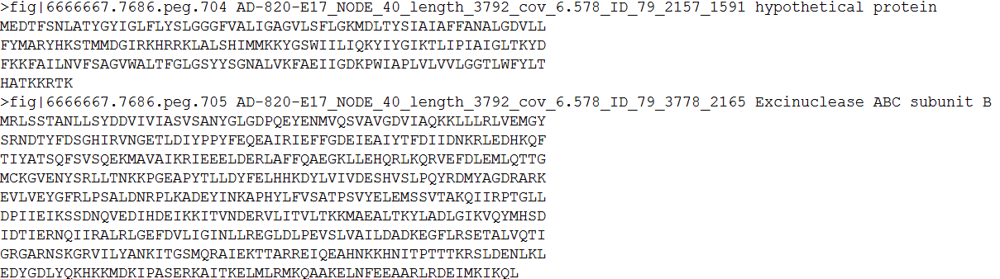 >fig|6666667.7686.peg.704 AD-820-E17_NODE_40_length_3792_cov_6.578_ID_79_2157_1591 hypothetical protein
MEDTFSNLATYGYIGLFLYSLGGGFVALIGAGVLSFLGKMDLTYSIAIAFFANALGDVLL
FYMARYHKSTMMDGIRKHRRKLALSHIMMKKYGSWIILIQKYIYGIKTLIPIAIGLTKYD
FKKFAILNVFSAGVWALTFGLGSYYSGNALVKFAEIIGDKPWIAPLVLVVLGGTLWFYLT
HATKKRTK
>fig|6666667.7686.peg.705 AD-820-E17_NODE_40_length_3792_cov_6.578_ID_79_3778_2165 Excinuclease ABC subunit B
MRLSSTANLLSYDDVIVIASVSANYGLGDPQEYENMVQSVAVGDVIAQKKLLLRLVEMGY
SRNDTYFDSGHIRVNGETLDIYPPYFEQEAIRIEFFGDEIEAIYTFDIIDNKRLEDHKQF
TIYATSQFSVSQEKMAVAIKRIEEELDERLAFFQAEGKLLEHQRLKQRVEFDLEMLQTTG
MCKGVENYSRLLTNKKPGEAPYTLLDYFELHHKDYLVIVDESHVSLPQYRDMYAGDRARK
EVLVEYGFRLPSALDNRPLKADEYINKAPHYLFVSATPSVYELEMSSVTAKQIIRPTGLL
DPIIEIKSSDNQVEDIHDEIKKITVNDERVLITVLTKKMAEALTKYLADLGIKVQYMHSD
IDTIERNQIIRALRLGEFDVLIGINLLREGLDLPEVSLVAILDADKEGFLRSETALVQTI
GRGARNSKGRVILYANKITGSMQRAIEKTTARREIQEAHNKKHNITPTTTKRSLDENLKL
EDYGDLYQKHKKMDKIPASERKAITKELMLRMKQAAKELNFEEAARLRDEIMKIKQL